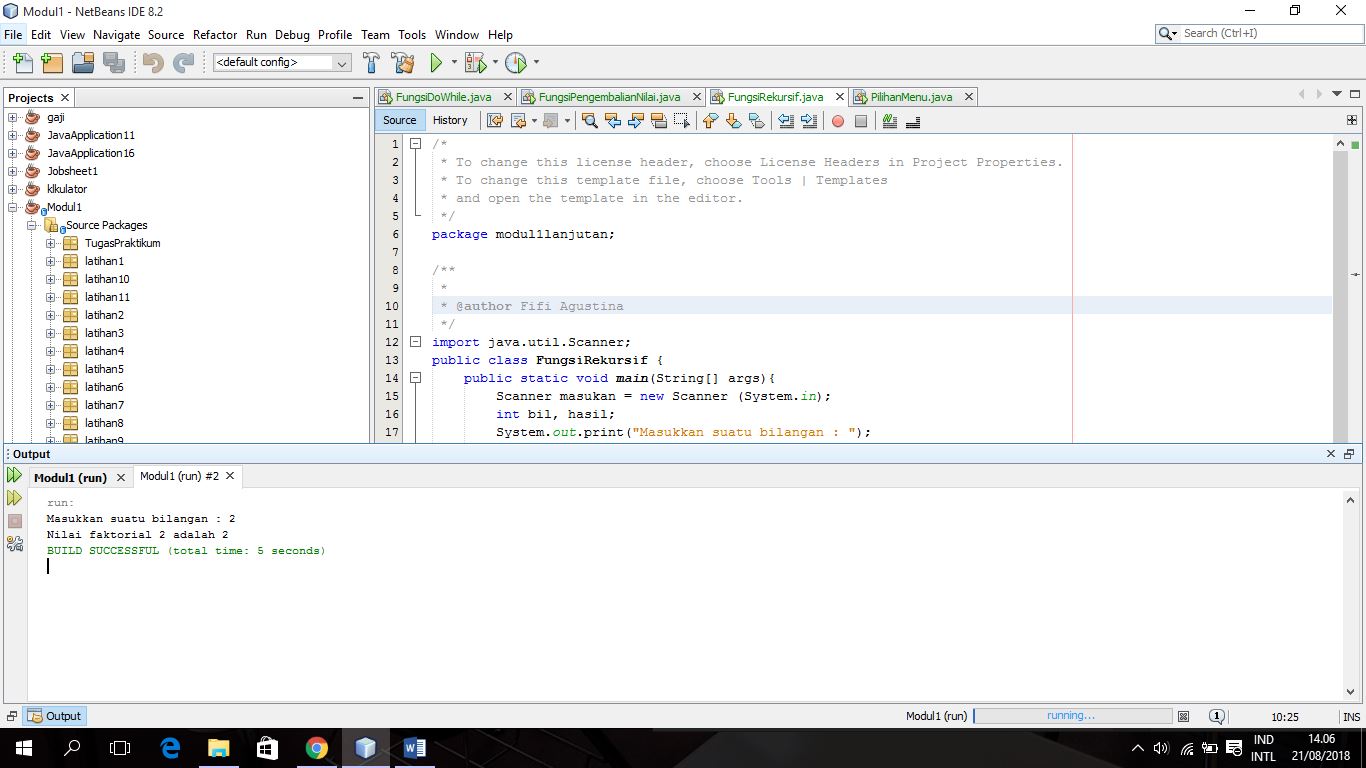 Modul1 - NetBeans IDE 8.2
File Edit View Navigate Source Refactor Run Debug Profile Team Tools Window Help
Search (Ctrl+I)
<default config>
Projects
gaji
JavaApplication11
JavaApplication16
Jobsheet1
klkulator
Modul1
Source Packages
TugasPraktikum
latihan1
latihan10
latihan11
latihan2
latihan3
latihan4
latihan5
latihan6
latihan7
latihan8
latihan9
FungsiDoWhile.java FungsiPengembalianNilai.java FungsiRekursif.java PilihanMenu.java
Source History
1 /*
2 * To change this license header, choose License Headers in Project Properties.
3 * To change this template file, choose Tools | Templates
4 * and open the template in the editor.
5 */
6 package modul1lanjutan;
7
8 /**
9 *
10 * @author Fifi Agustina
11 */
12 import java.util.Scanner;
13 public class FungsiRekursif {
14 public static void main(String[] args){
15 Scanner masukan = new Scanner (System.in);
16 int bil, hasil;
17 System.out.print("Masukkan suatu bilangan : ");
Output
Modul1 (run) Modul1 (run) #2
run:
Masukkan suatu bilangan : 2
Nilai faktorial 2 adalah 2
BUILD SUCCESSFUL (total time: 5 seconds)
Output Modul1 (run) running... 1 10:25 INS
IND
INTL
14.06
21/08/2018